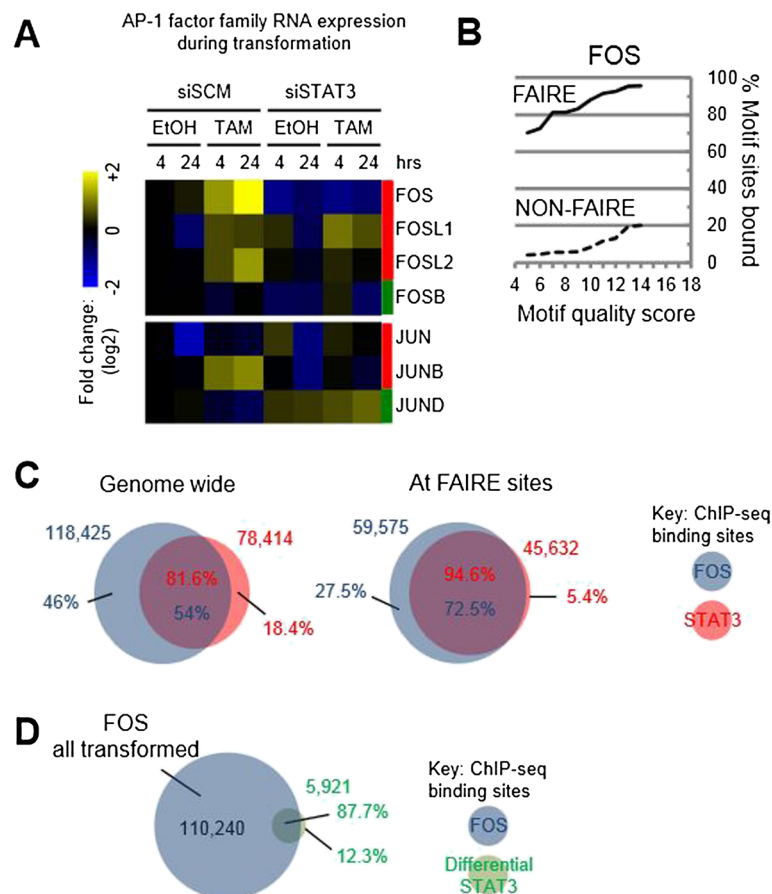 A
AP-1 factor family RNA expression
during transformation
siSCM siSTAT3
EtOH TAM EtOH TAM
4 24 4 24 4 24 4 24 hrs
FOS
FOSL1
FOSL2
FOSB
JUN
JUNB
JUND
+2
0
-2
Fold change:
(log2)
B
FOS
FAIRE
NON-FAIRE
100
80
60
40
20
0
% Motif sites bound
4 6 8 10 12 14 16 18
Motif quality score
C
Genome wide
118,425
78,414
81.6%
54%
46%
18.4%
At FAIRE sites
59,575
45,632
94.6%
72.5%
27.5%
5.4%
Key: ChIP-seq
binding sites
FOS
STAT3
D
FOS
all transformed
110,240
5,921
87.7%
12.3%
Key: ChIP-seq
binding sites
FOS
Differential
STAT3